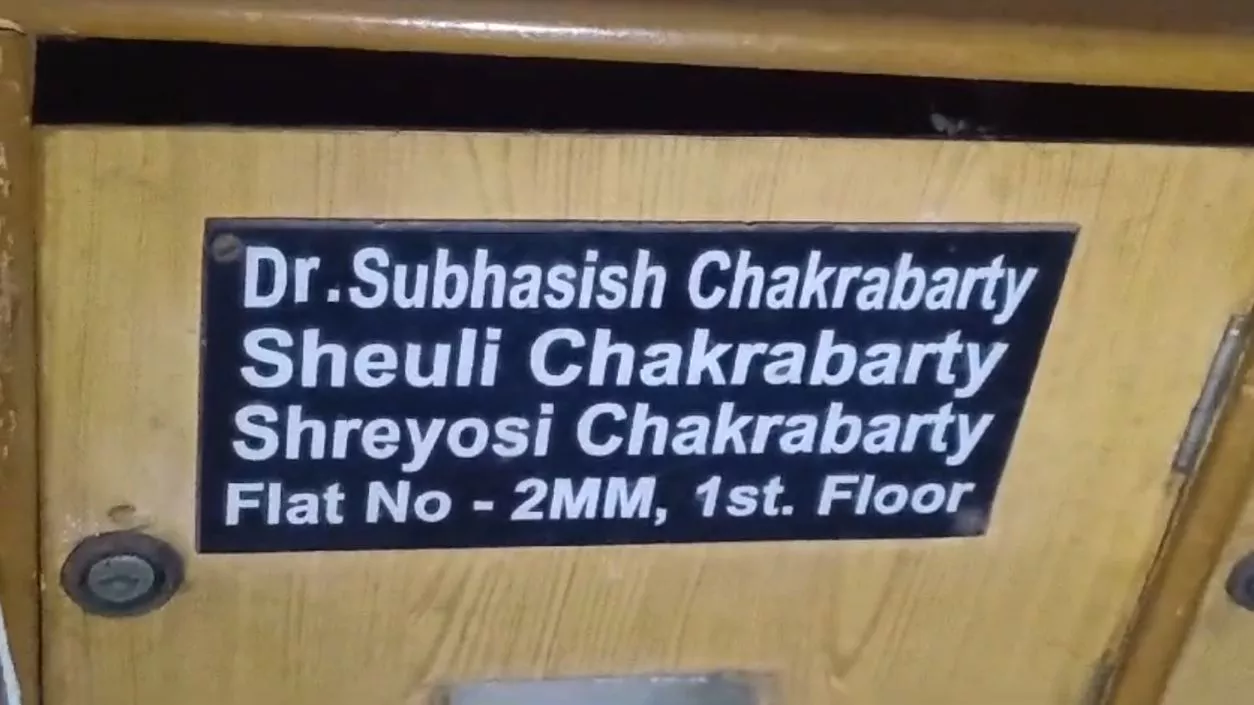 Dr. Subhasish Chakrabarty
Sheuli Chakrabarty
Shreyosi Chakrabarty
Flat No - 2MM, 1st. Floor